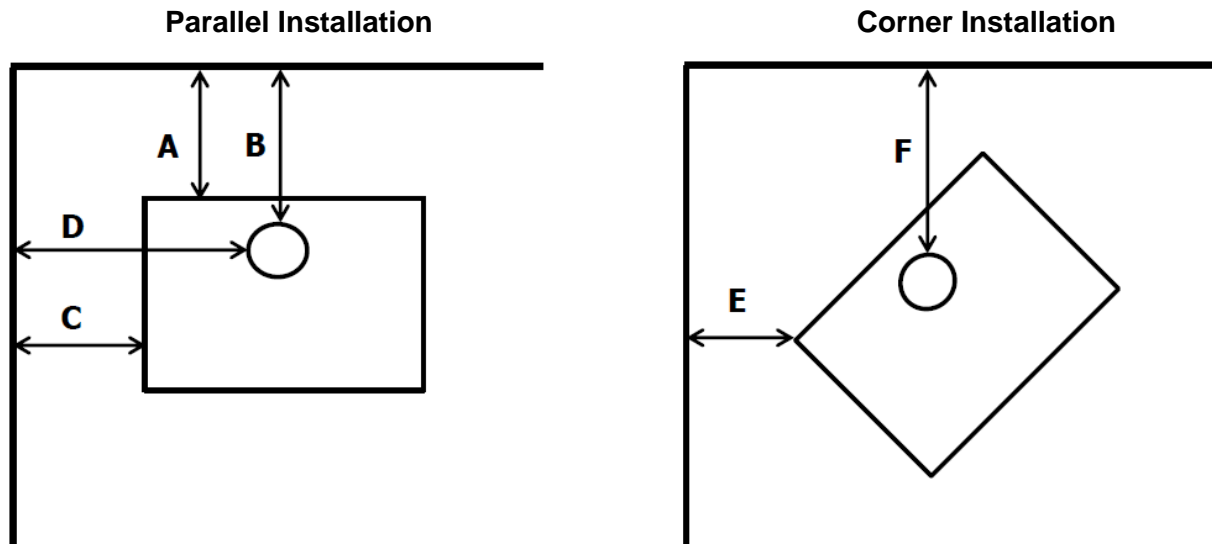 Parallel Installation
Corner Installation
A
B
D
C
F
E